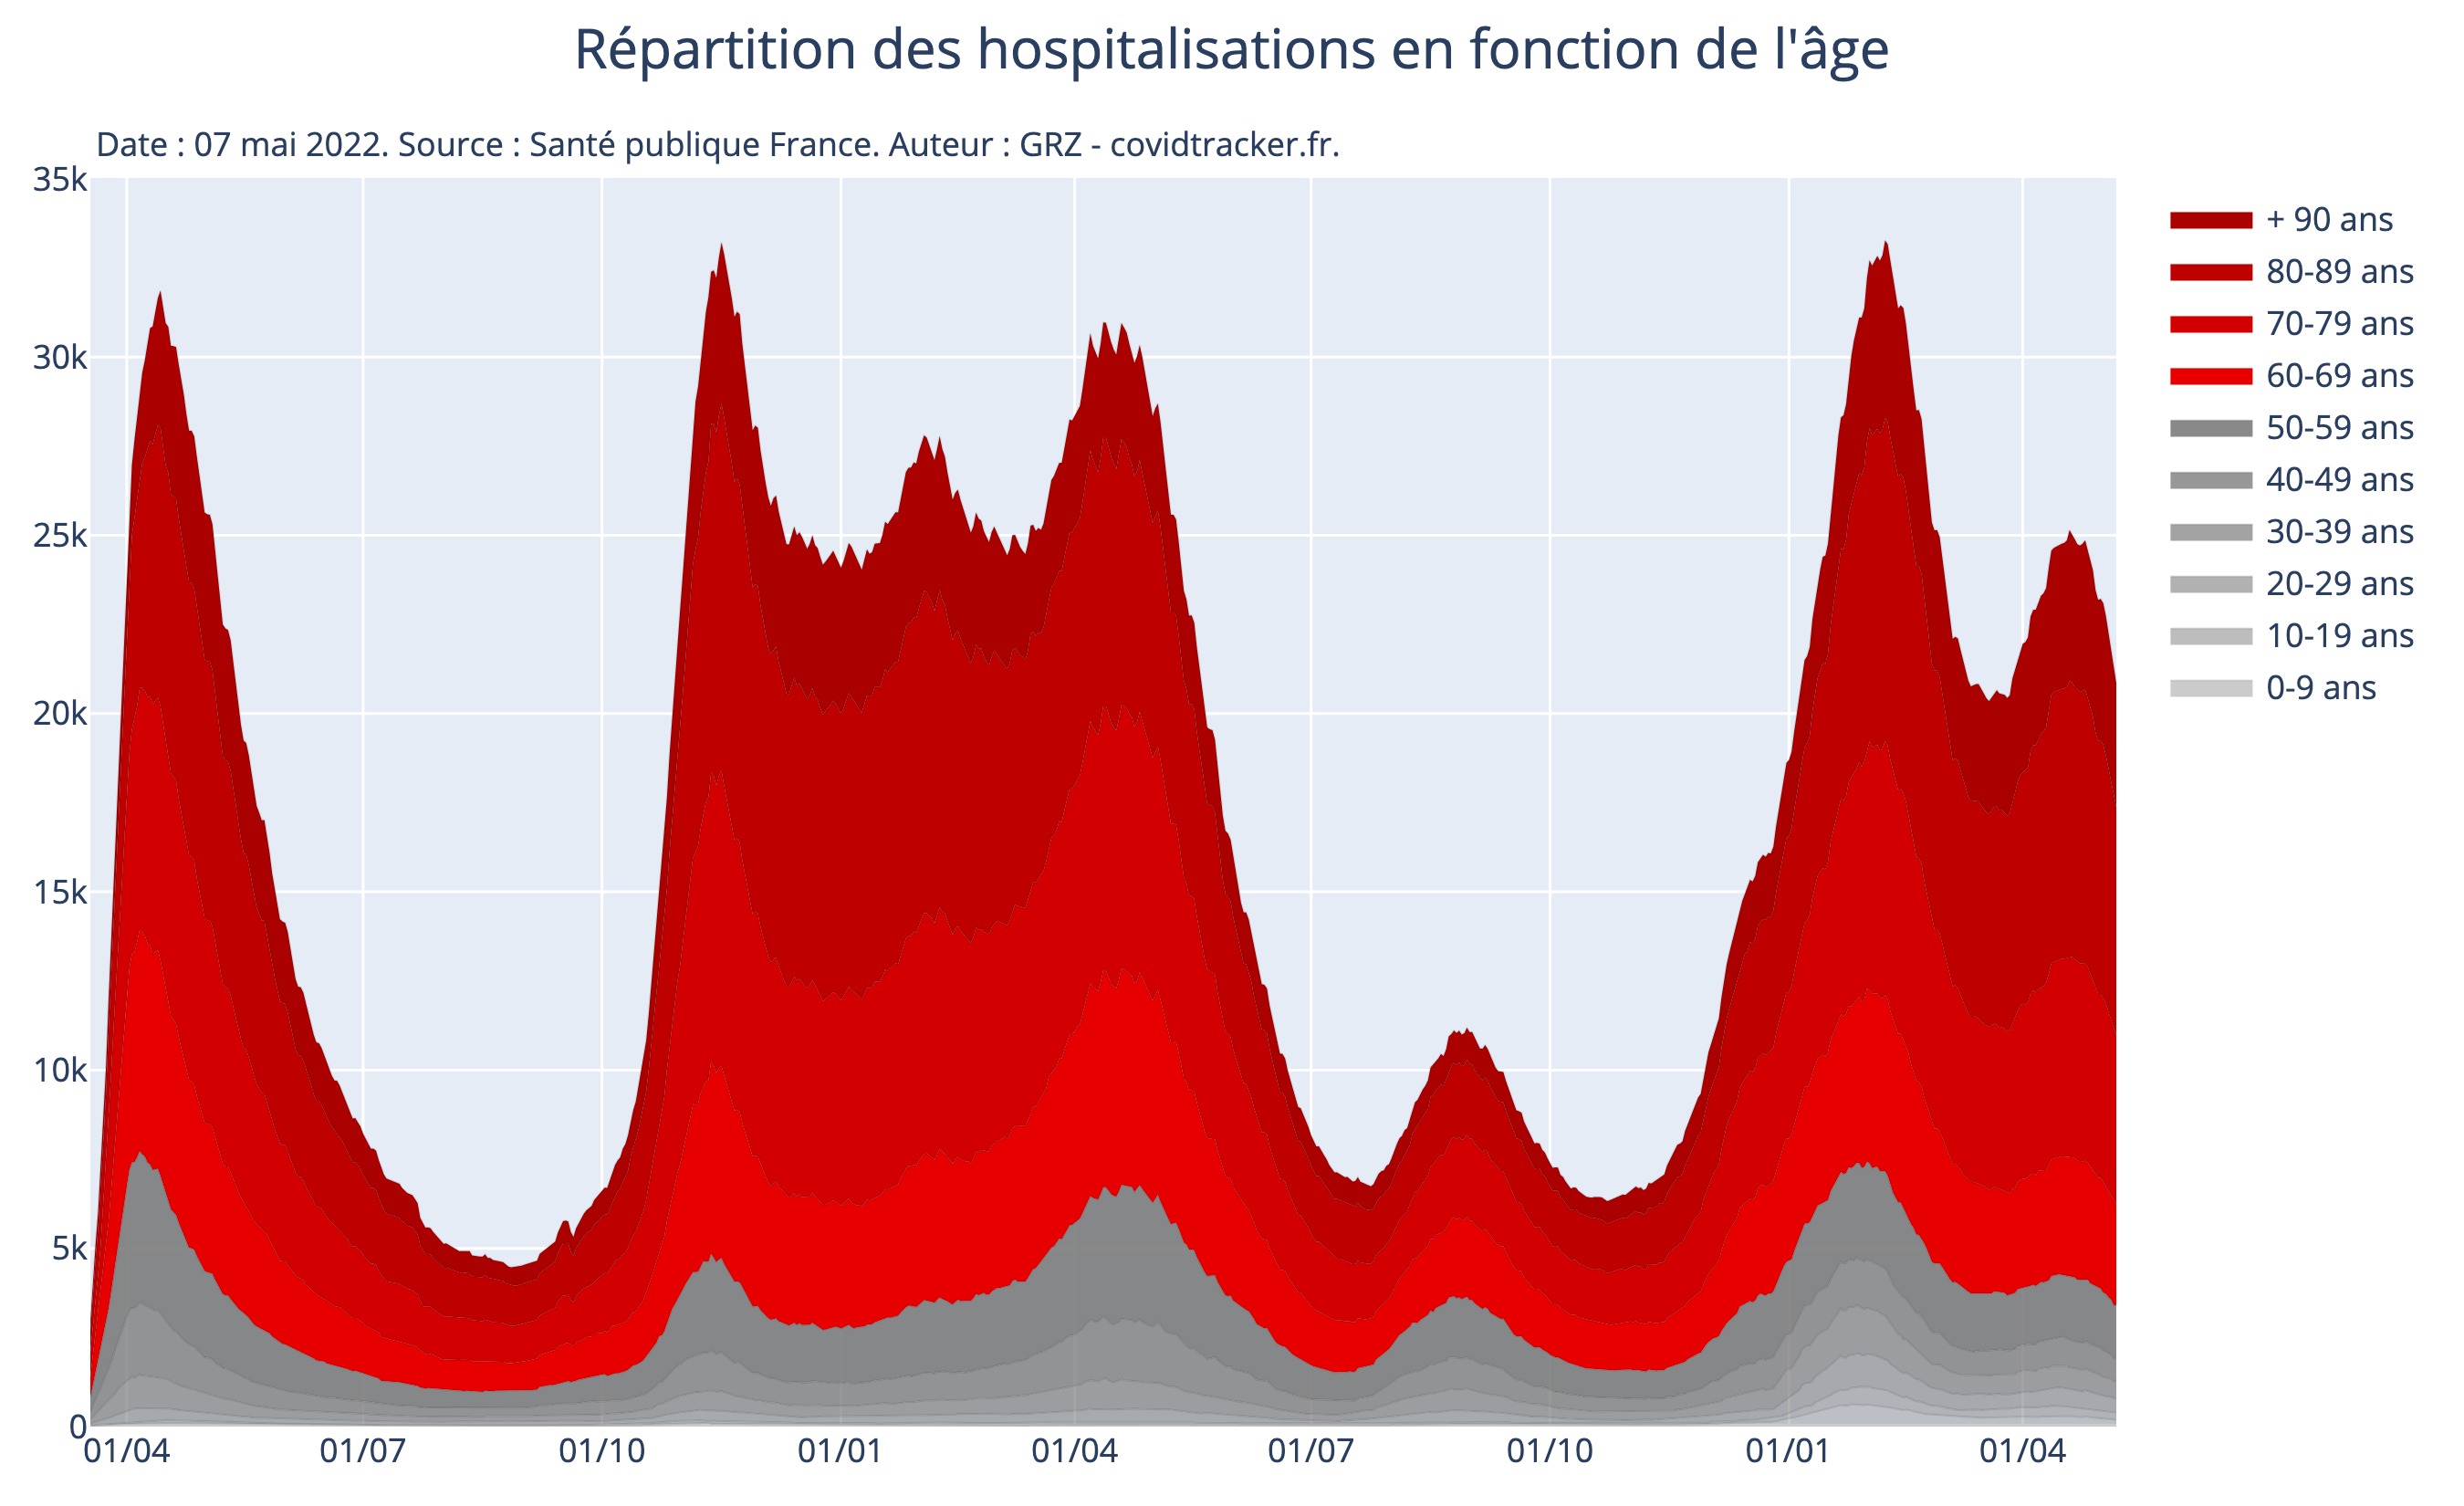 Répartition des hospitalisations en fonction de l'âge
Date : 07 mai 2022. Source : Santé publique France. Auteur : GRZ - covidtracker.fr.
35k
30k
25k
20k
15k
10k
5k
0
01/04 01/07 01/10 01/01 01/04 01/07 01/10 01/01 01/04
+ 90 ans
80-89 ans
70-79 ans
60-69 ans
50-59 ans
40-49 ans
30-39 ans
20-29 ans
10-19 ans
0-9 ans